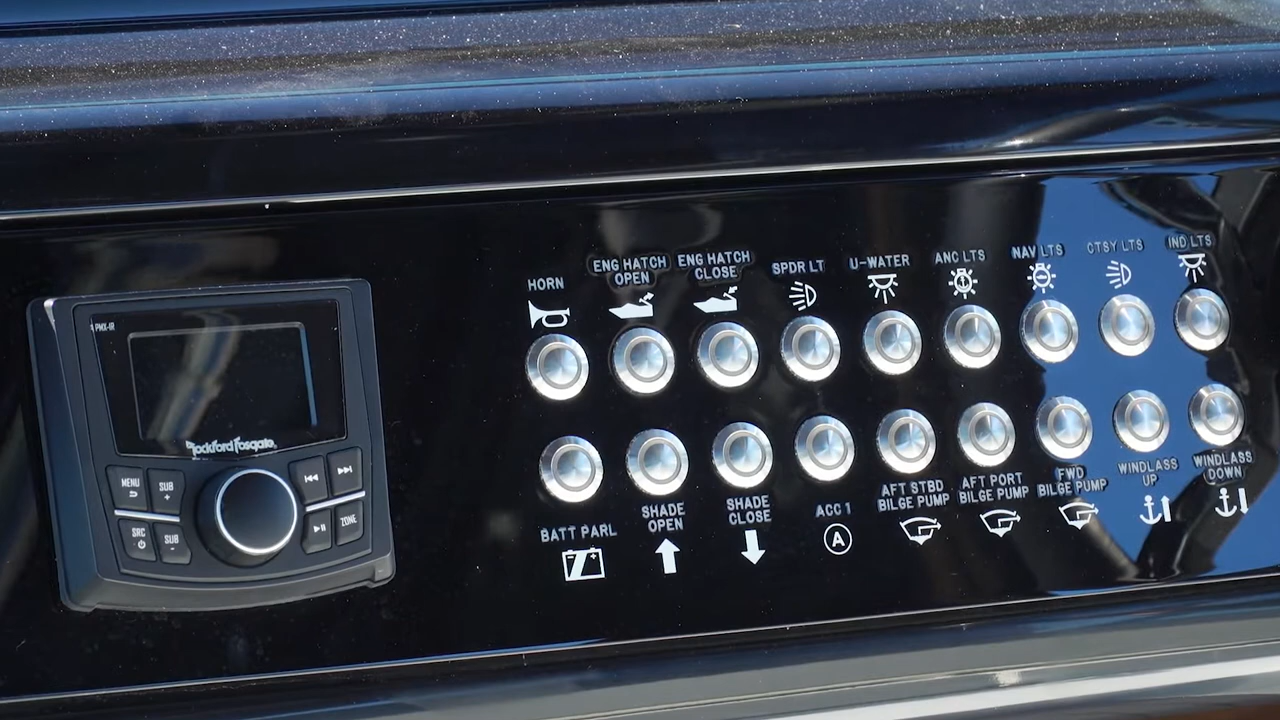 PMX-1R
Rockford Fosgate
MENU
SUB
+
SRC
SUB
-
ZONE
HORN
ENG HATCH
OPEN
ENG HATCH
CLOSE
SPDR LT
U-WATER
ANC LTS
NAV LTS
CTSY LTS
IND LTS
BATT PARL
SHADE
OPEN
SHADE
CLOSE
ACC 1
A
AFT STBD
BILGE PUMP
AFT PORT
BILGE PUMP
FWD
BILGE PUMP
WINDLASS
UP
WINDLASS
DOWN